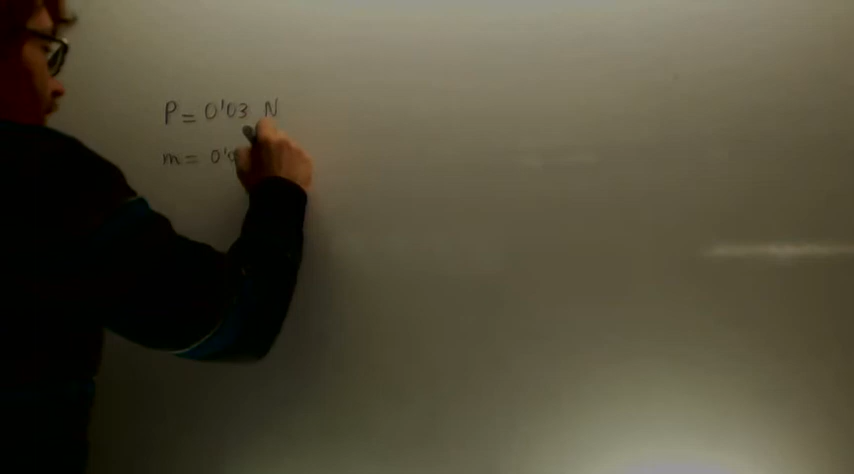 P = 0'03 N
m = 0'0